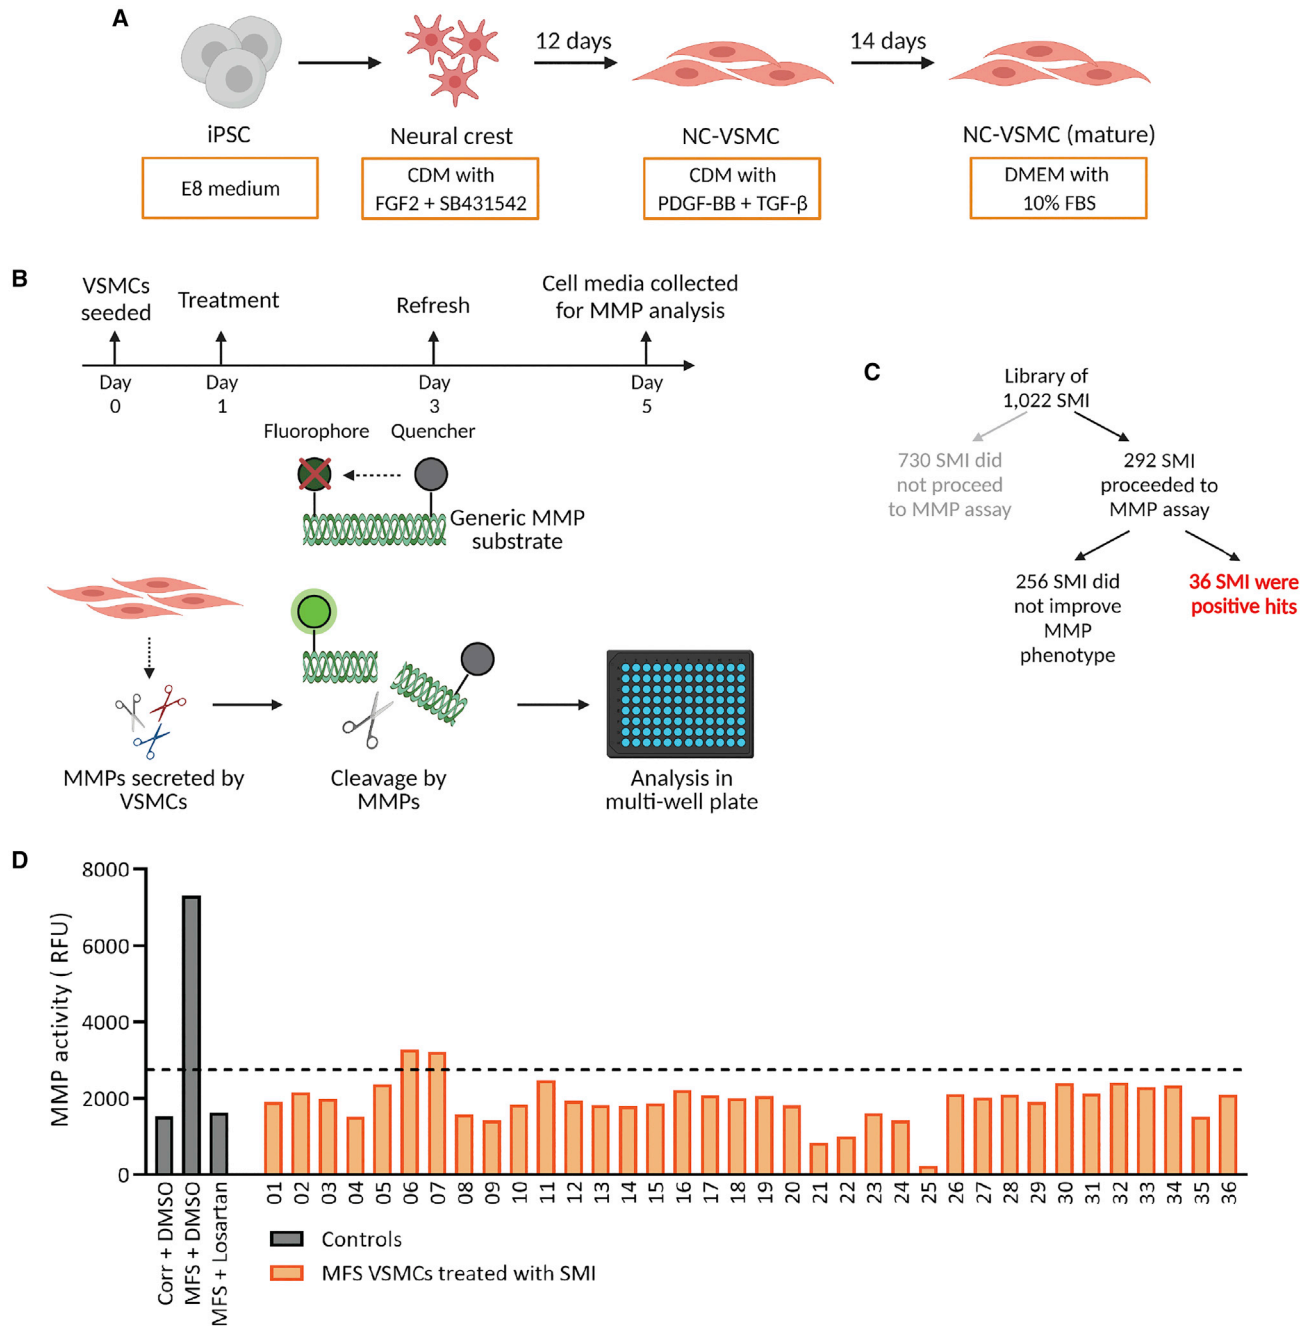 A
12 days
14 days
iPSC
Neural crest
NC-VSMC
NC-VSMC (mature)
E8 medium
CDM with
FGF2 + SB431542
CDM with
PDGF-BB + TGF-β
DMEM with
10% FBS
B
VSMCs
seeded
Treatment
Refresh
Cell media collected
for MMP analysis
Day
0
Day
1
Day
3
Day
5
Fluorophore
Quencher
Generic MMP
substrate
MMPs secreted by
VSMCs
Cleavage by
MMPs
Analysis in
multi-well plate
C
Library of
1,022 SMI
730 SMI did
not proceed
to MMP assay
292 SMI
proceeded to
MMP assay
256 SMI did
not improve
MMP
phenotype
36 SMI were
positive hits
D
MMP activity ( RFU)
8000
6000
4000
2000
0
Corr + DMSO
MFS + DMSO
MFS + Losartan
01
02
03
04
05
06
07
08
09
10
11
12
13
14
15
16
17
18
19
20
21
22
23
24
25
26
27
28
29
30
31
32
33
34
35
36
Controls
MFS VSMCs treated with SMI